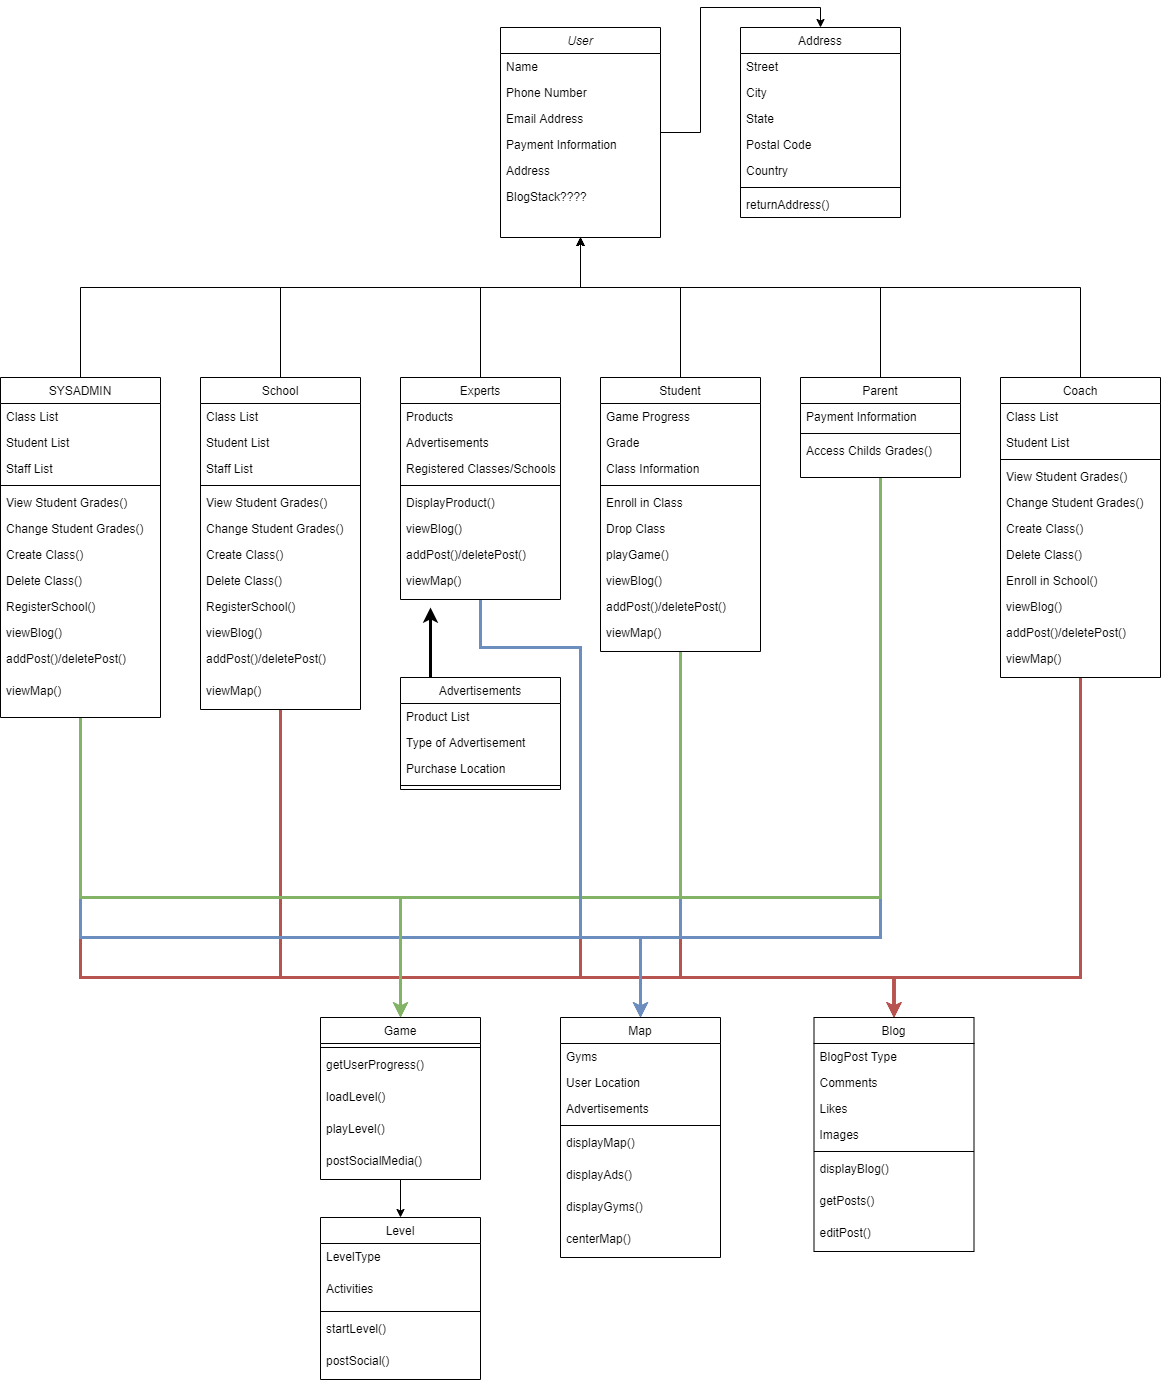 User
Name
Phone Number
Email Address
Payment Information
Address
BlogStack????
Address
Street
City
State
Postal Code
Country
returnAddress()
SYSADMIN
Class List
Student List
Staff List
View Student Grades()
Change Student Grades()
Create Class()
Delete Class()
RegisterSchool()
viewBlog()
addPost()/deletePost()
viewMap()
School
Class List
Student List
Staff List
View Student Grades()
Change Student Grades()
Create Class()
Delete Class()
RegisterSchool()
viewBlog()
addPost()/deletePost()
viewMap()
Experts
Products
Advertisements
Registered Classes/Schools
DisplayProduct()
viewBlog()
addPost()/deletePost()
viewMap()
Student
Game Progress
Grade
Class Information
Enroll in Class
Drop Class
playGame()
viewBlog()
addPost()/deletePost()
viewMap()
Parent
Payment Information
Access Childs Grades()
Coach
Class List
Student List
View Student Grades()
Change Student Grades()
Create Class()
Delete Class()
Enroll in School()
viewBlog()
addPost()/deletePost()
viewMap()
Advertisements
Product List
Type of Advertisement
Purchase Location
Game
getUserProgress()
loadLevel()
playLevel()
postSocialMedia()
Map
Gyms
User Location
Advertisements
displayMap()
displayAds()
displayGyms()
centerMap()
Blog
BlogPost Type
Comments
Likes
Images
displayBlog()
getPosts()
editPost()
Level
LevelType
Activities
startLevel()
postSocial()